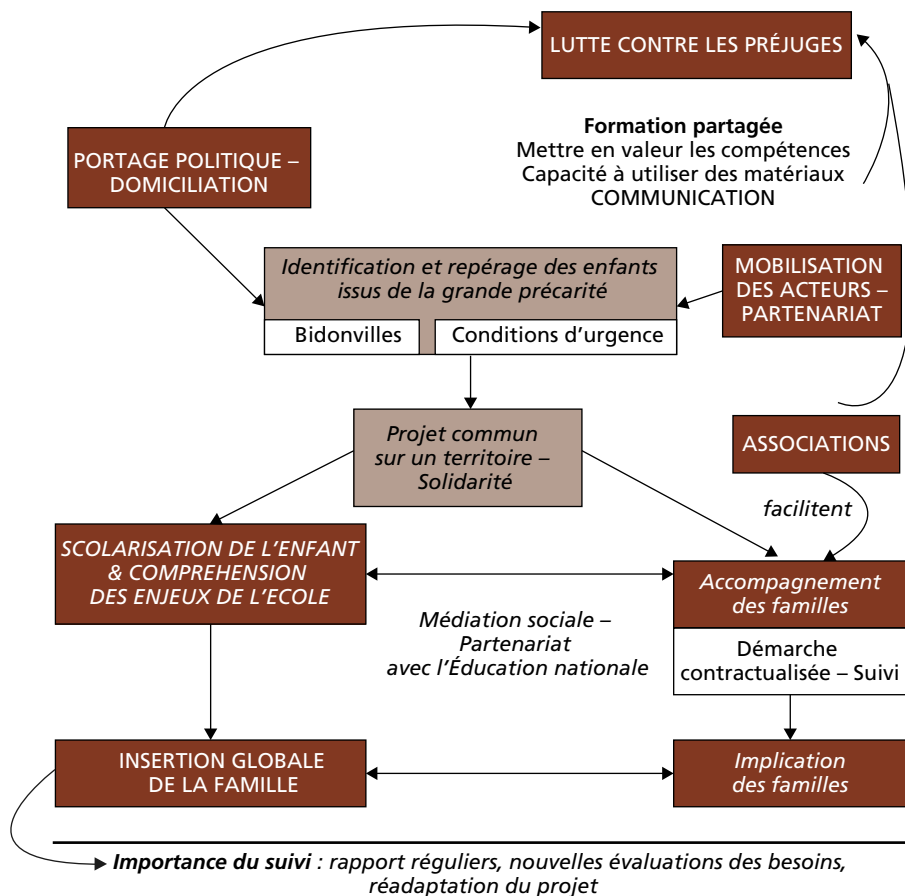 LUTTE CONTRE LES PRÉJUGES
PORTAGE POLITIQUE –
DOMICILIATION
Formation partagée
Mettre en valeur les compétences
Capacité à utiliser des matériaux
COMMUNICATION
Identification et repérage des enfants
issus de la grande précarité
Bidonvilles
Conditions d'urgence
MOBILISATION
DES ACTEURS –
PARTENARIAT
Projet commun
sur un territoire –
Solidarité
ASSOCIATIONS
facilitent
SCOLARISATION DE L'ENFANT
& COMPREHENSION
DES ENJEUX DE L'ECOLE
Médiation sociale –
Partenariat
avec l'Éducation nationale
Accompagnement
des familles
Démarche
contractualisée – Suivi
INSERTION GLOBALE
DE LA FAMILLE
Implication
des familles
Importance du suivi : rapport réguliers, nouvelles évaluations des besoins,
réadaptation du projet